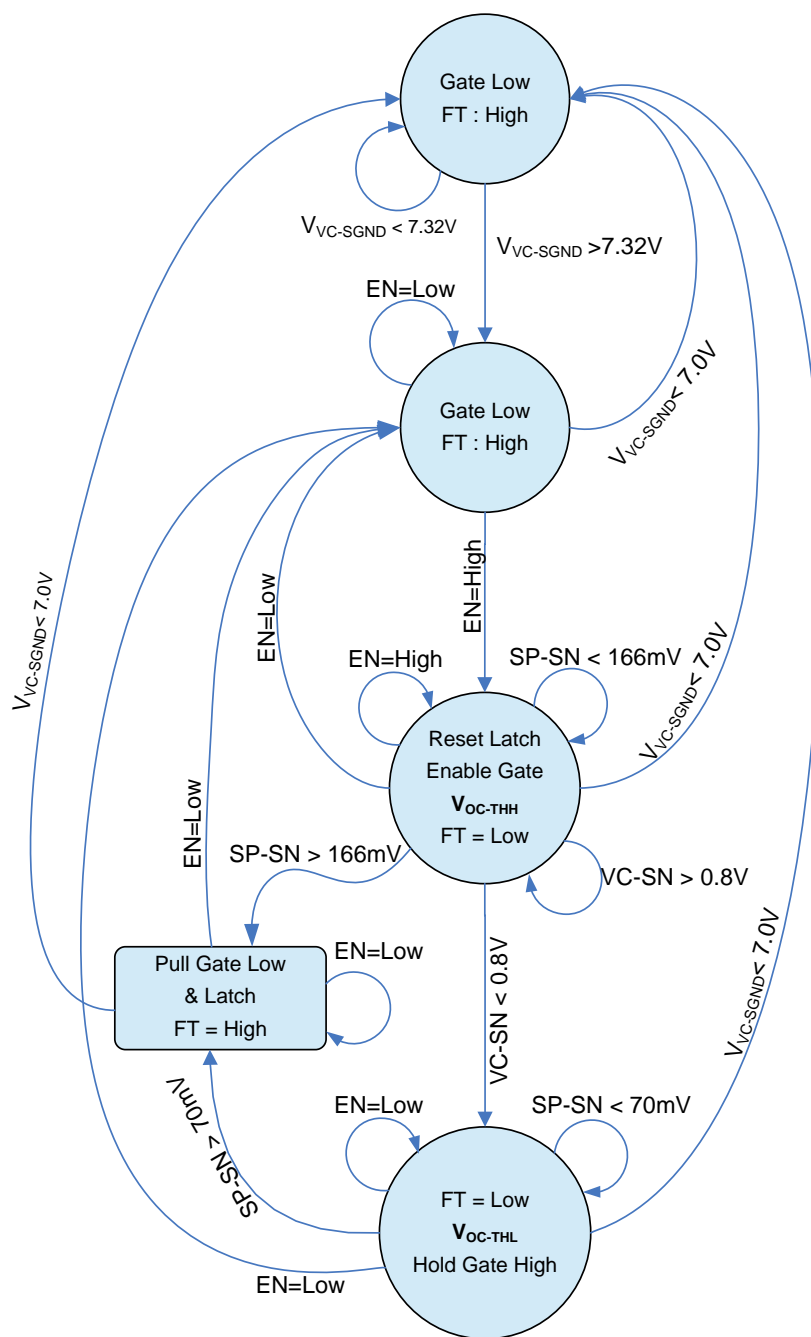 Gate Low
FT : High
VVC-SGND < 7.32V
VVC-SGND >7.32V
EN=Low
Gate Low
FT : High
VVC-SGND< 7.0V
EN=High
EN=Low
VVC-SGND< 7.0V
EN=High
SP-SN < 166mV
VVC-SGND< 7.0V
Reset Latch
Enable Gate
VOC-THH
FT = Low
EN=Low
SP-SN > 166mV
VC-SN > 0.8V
Pull Gate Low
& Latch
FT = High
EN=Low
VC-SN < 0.8V
VVC-SGND< 7.0V
SP-SN > 70mV
EN=Low
SP-SN < 70mV
FT = Low
VOC-THL
Hold Gate High
EN=Low